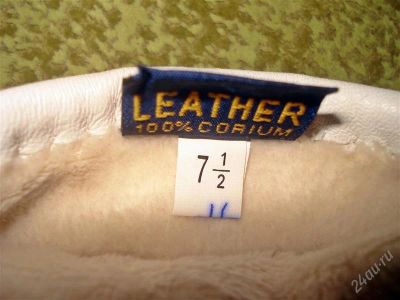 LEATHER
100% CORIUM
7 1/2
24au.ru